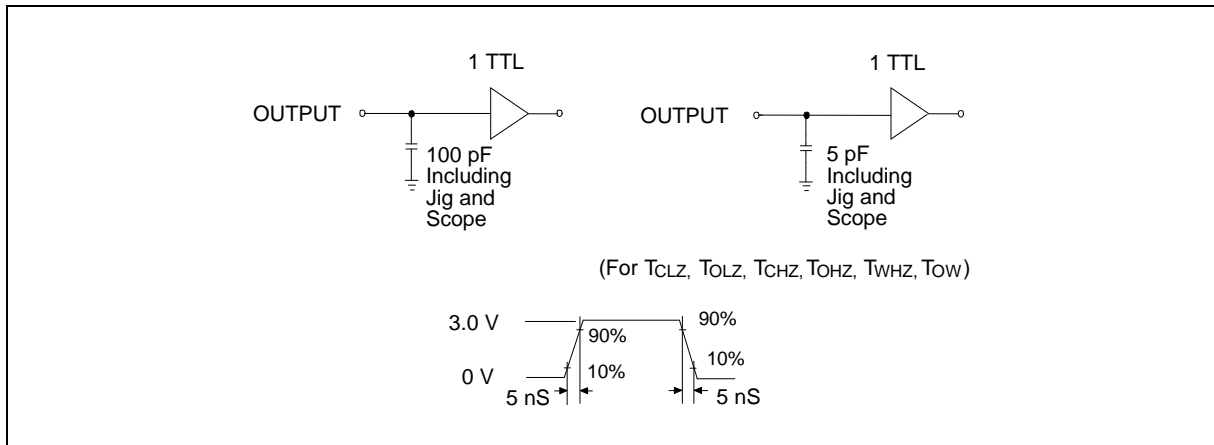 1 TTL
OUTPUT
100 pF
Including
Jig and
Scope
1 TTL
OUTPUT
5 pF
Including
Jig and
Scope
(For TCLZ, TOLZ, TCHZ, TOHZ, TWHZ, TOW)
3.0 V
90%
90%
0 V
10%
10%
5 nS
5 nS